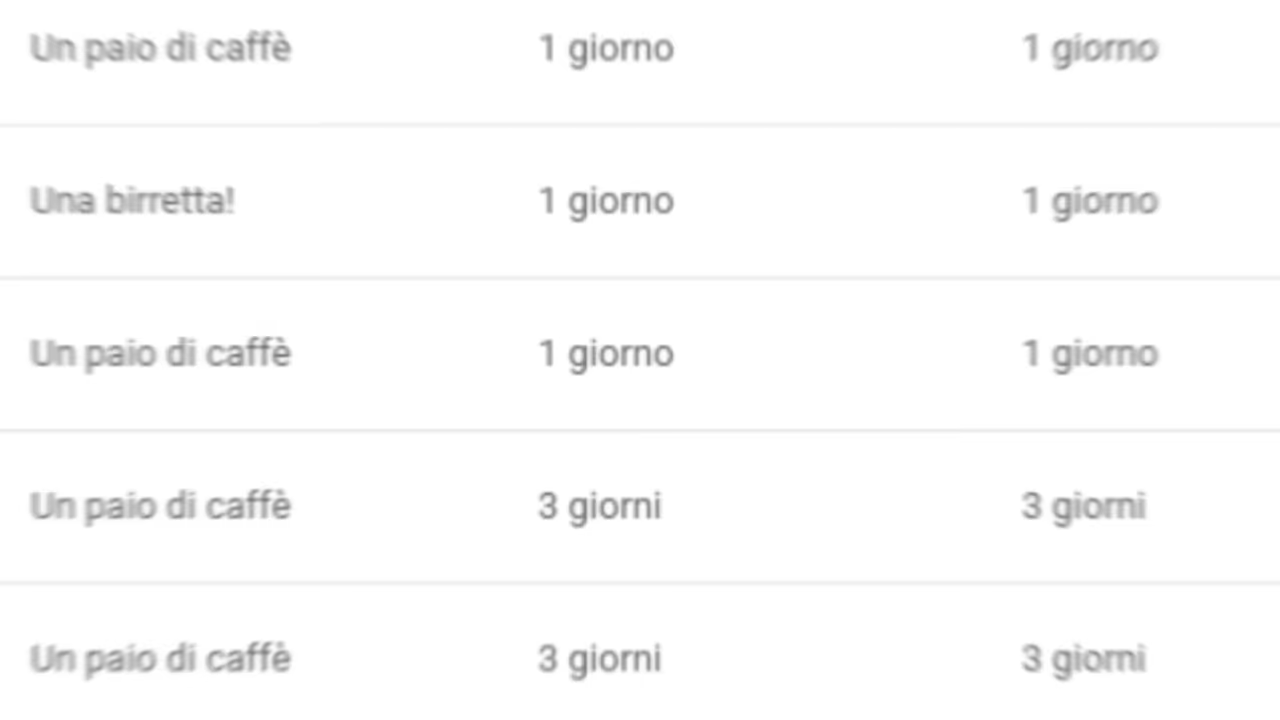 Un paio di caffè 1 giorno 1 giorno
Una birretta! 1 giorno 1 giorno
Un paio di caffè 1 giorno 1 giorno
Un paio di caffè 3 giorni 3 giorni
Un paio di caffè 3 giorni 3 giorni